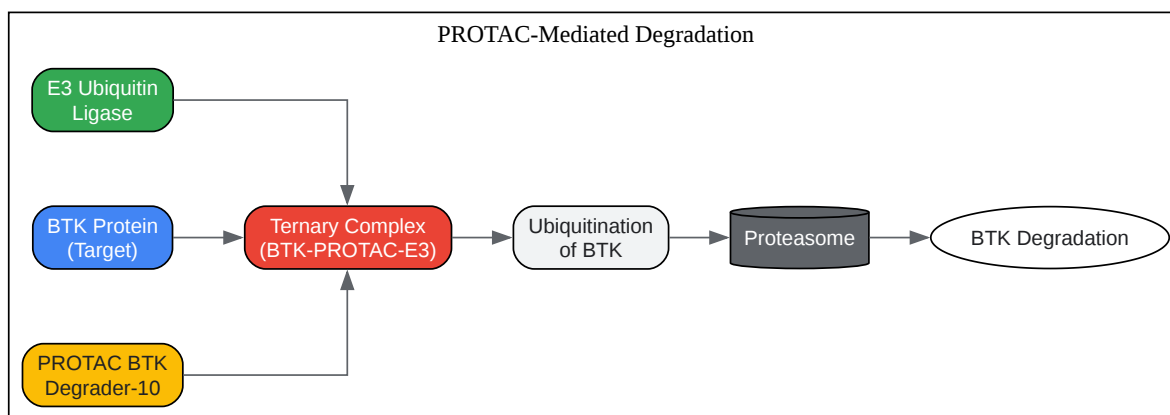 PROTAC-Mediated Degradation
E3 Ubiquitin
Ligase
BTK Protein
(Target)
Ternary Complex
(BTK-PROTAC-E3)
Ubiquitination
of BTK
Proteasome
BTK Degradation
PROTAC BTK
Degrader-10